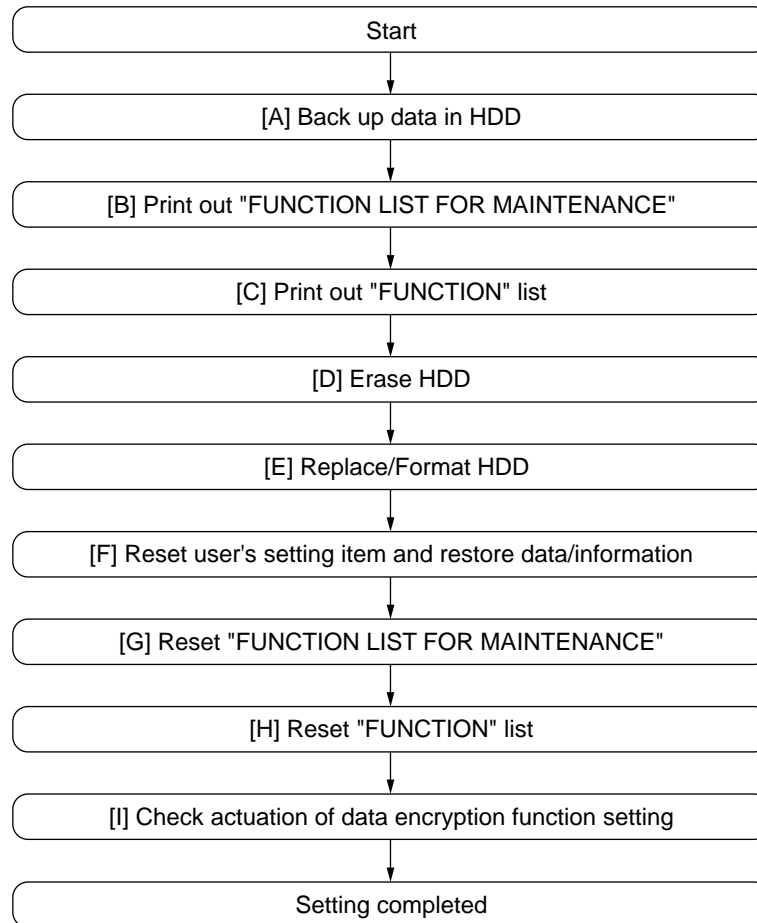 Start
[A] Back up data in HDD
[B] Print out "FUNCTION LIST FOR MAINTENANCE"
[C] Print out "FUNCTION" list
[D] Erase HDD
[E] Replace/Format HDD
[F] Reset user's setting item and restore data/information
[G] Reset "FUNCTION LIST FOR MAINTENANCE"
[H] Reset "FUNCTION" list
[I] Check actuation of data encryption function setting
Setting completed